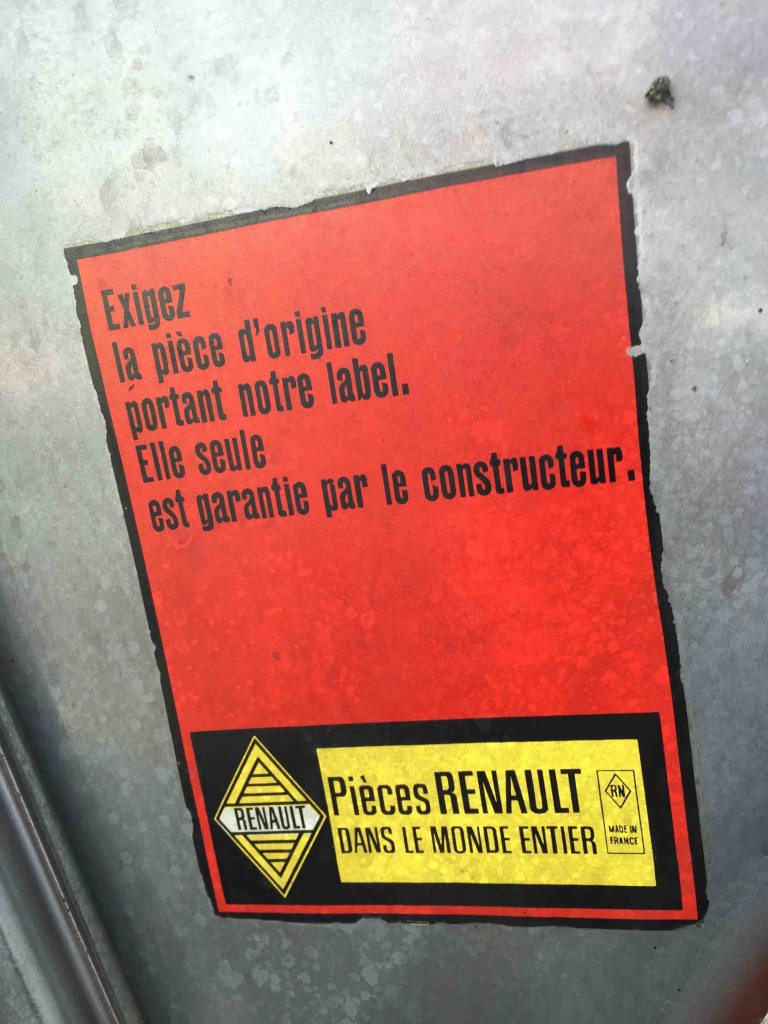 Exigez
la pièce d'origine
portant notre label.
Elle seule
est garantie par le constructeur.
RENAULT
Pièces RENAULT
DANS LE MONDE ENTIER
RN
MADE IN
FRANCE